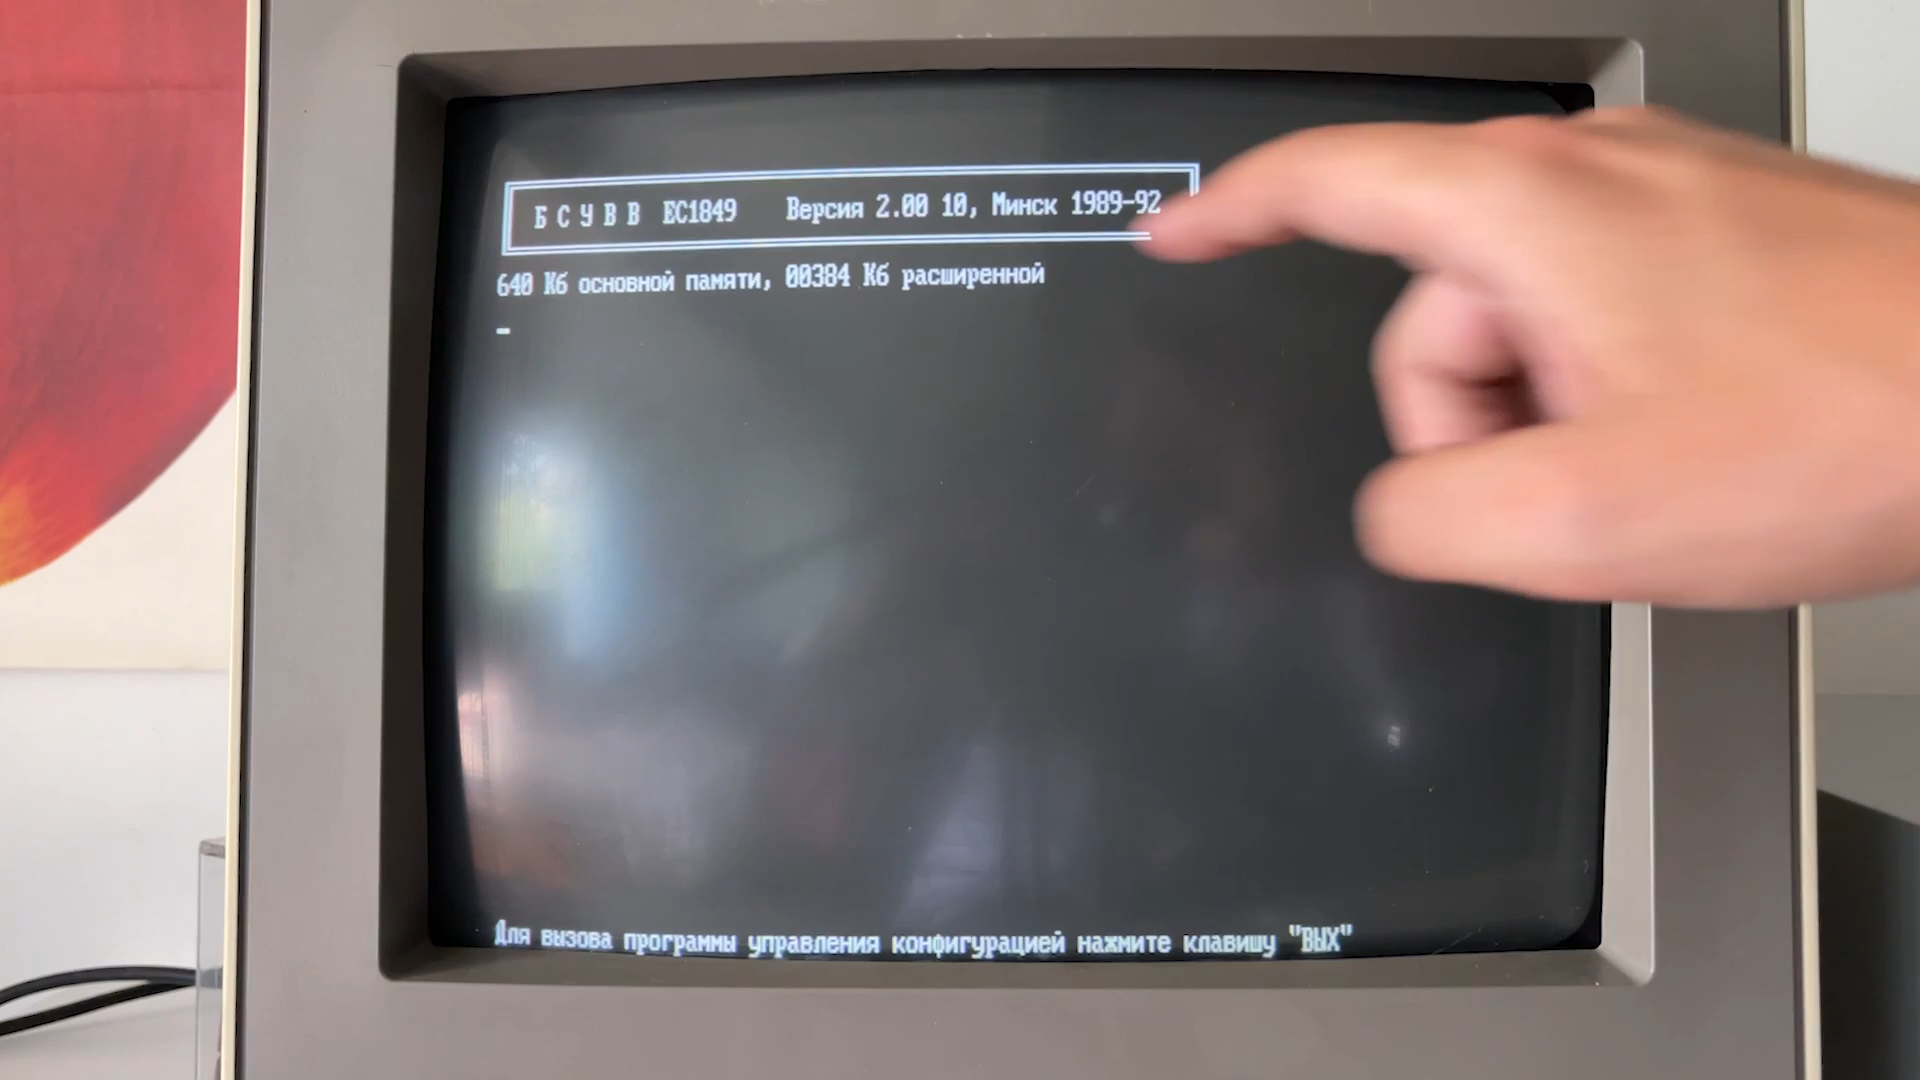 Б С У В В ЕС1849 Версия 2.00 10, Минск 1989-92
640 Кб основной памяти, 00384 Кб расширенной
Для вызова программы управления конфигурацией нажмите клавишу "ВЫХ"